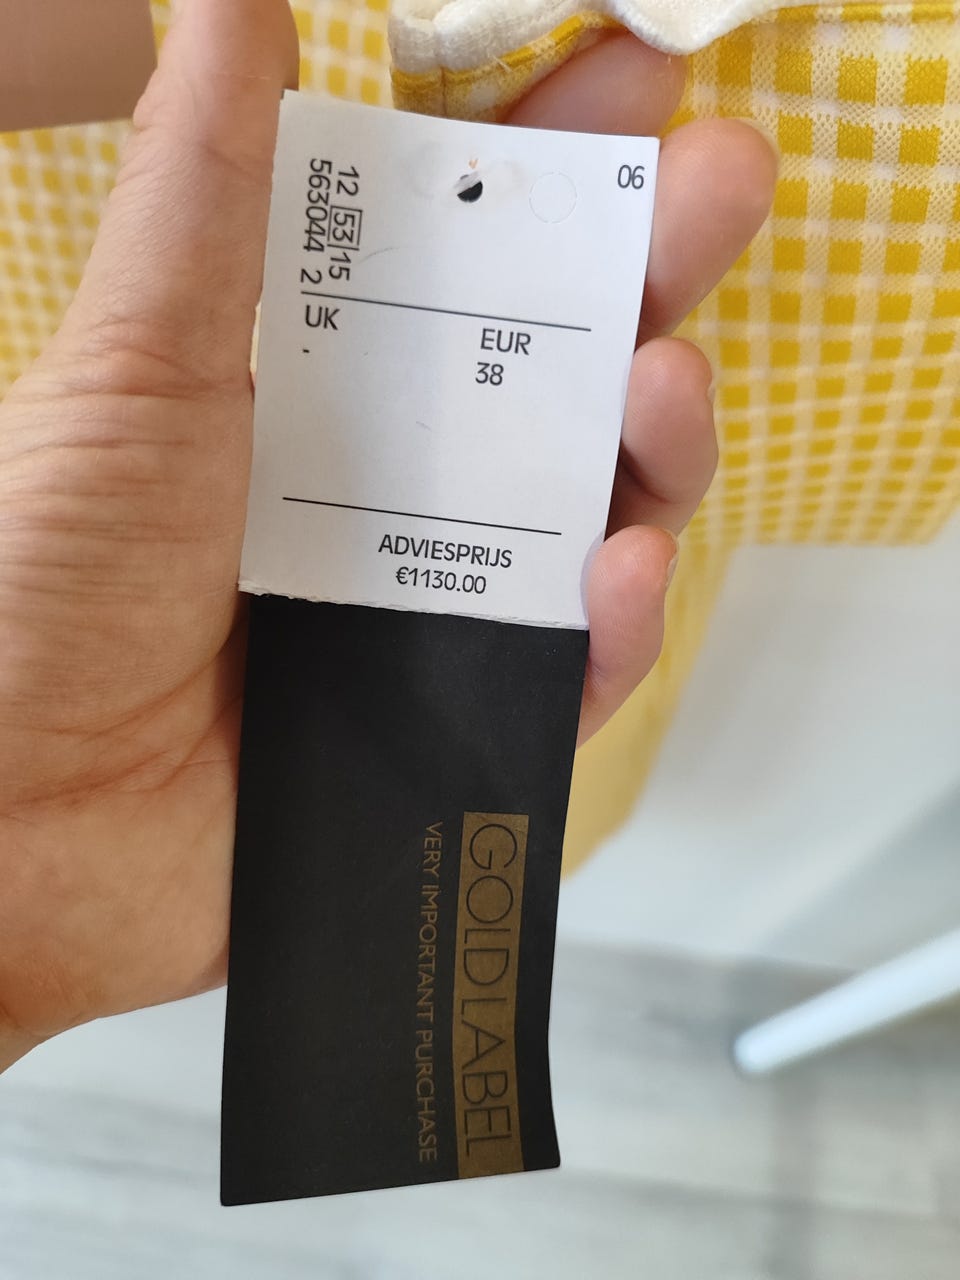 06
12 53 15
563044 2
UK
EUR
38
ADVIESPRIJS
€1130.00
GOLD LABEL
VERY IMPORTANT PURCHASE